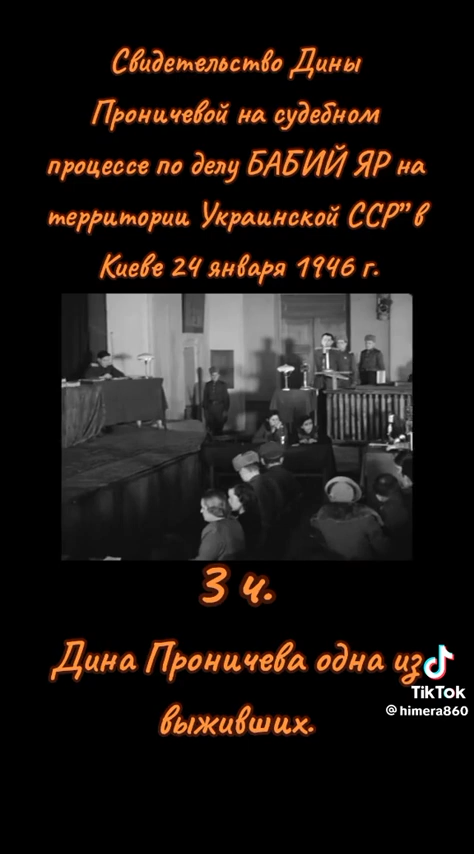 Свидетельство Дины
Проничевой на судебном
процессе по делу БАБИЙ ЯР на
территории Украинской ССР” в
Киеве 24 января 1946 г.
3 ч.
Дина Проничева одна из
выживших.
TikTok
@himera860